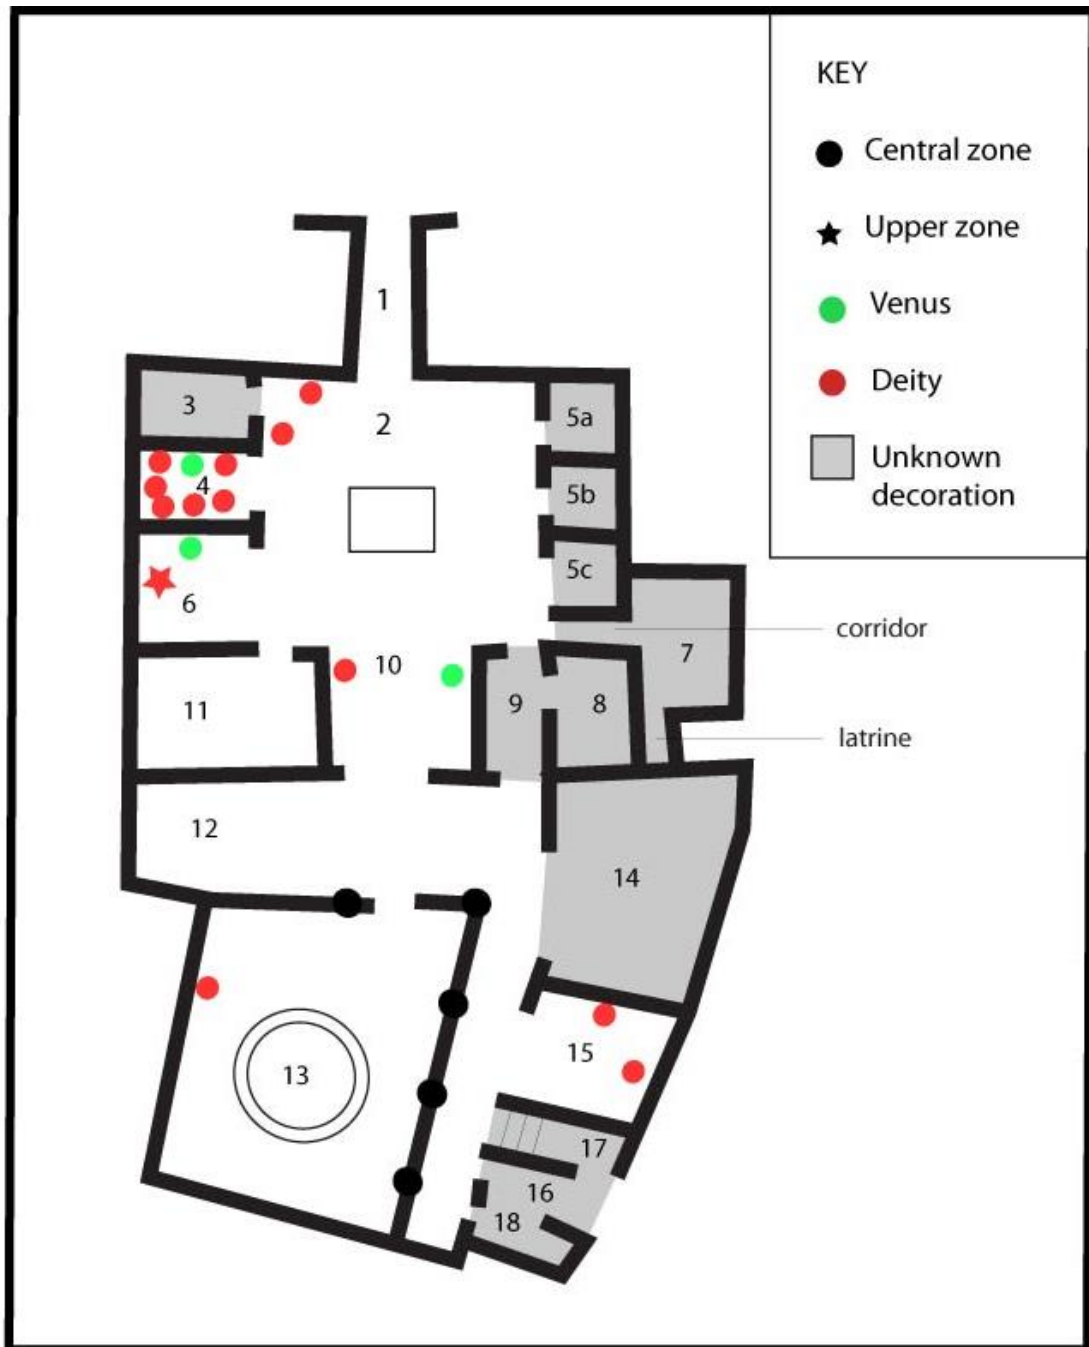 KEY
Central zone
Upper zone
Venus
Deity
Unknown
decoration
1
2
3
5a
4
5b
5c
6
corridor
7
10
9
8
11
latrine
12
14
15
13
17
16
18